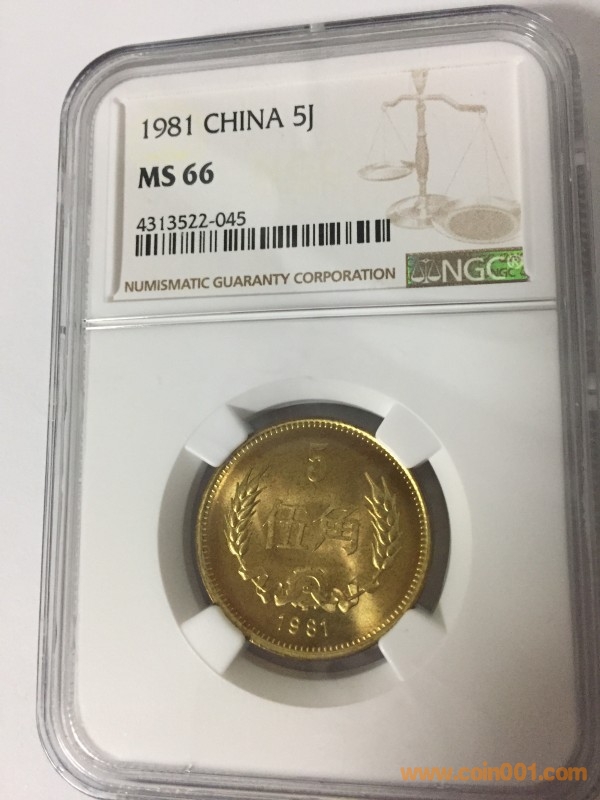 1981 CHINA 5J
MS 66
4313522-045
NUMISMATIC GUARANTY CORPORATION
NGC®
5
伍角
1981
www.coin001.com